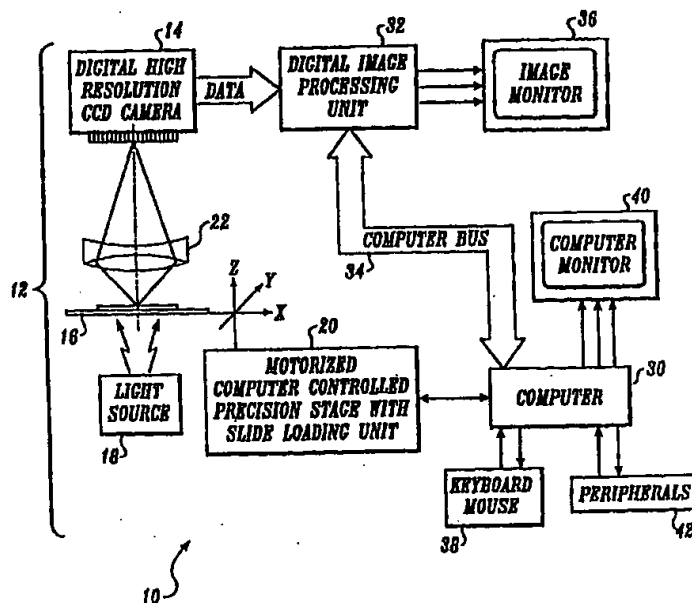 14
DIGITAL HIGH
RESOLUTION
CCD CAMERA
DATA
32
DIGITAL IMAGE
PROCESSING
UNIT
36
IMAGE
MONITOR
22
12
COMPUTER BUS
34
40
COMPUTER
MONITOR
Z
Y
X
16
20
MOTORIZED
COMPUTER CONTROLLED
PRECISION STAGE WITH
SLIDE LOADING UNIT
LIGHT
SOURCE
18
30
COMPUTER
KEYBOARD
MOUSE
38
PERIPHERALS
42
10